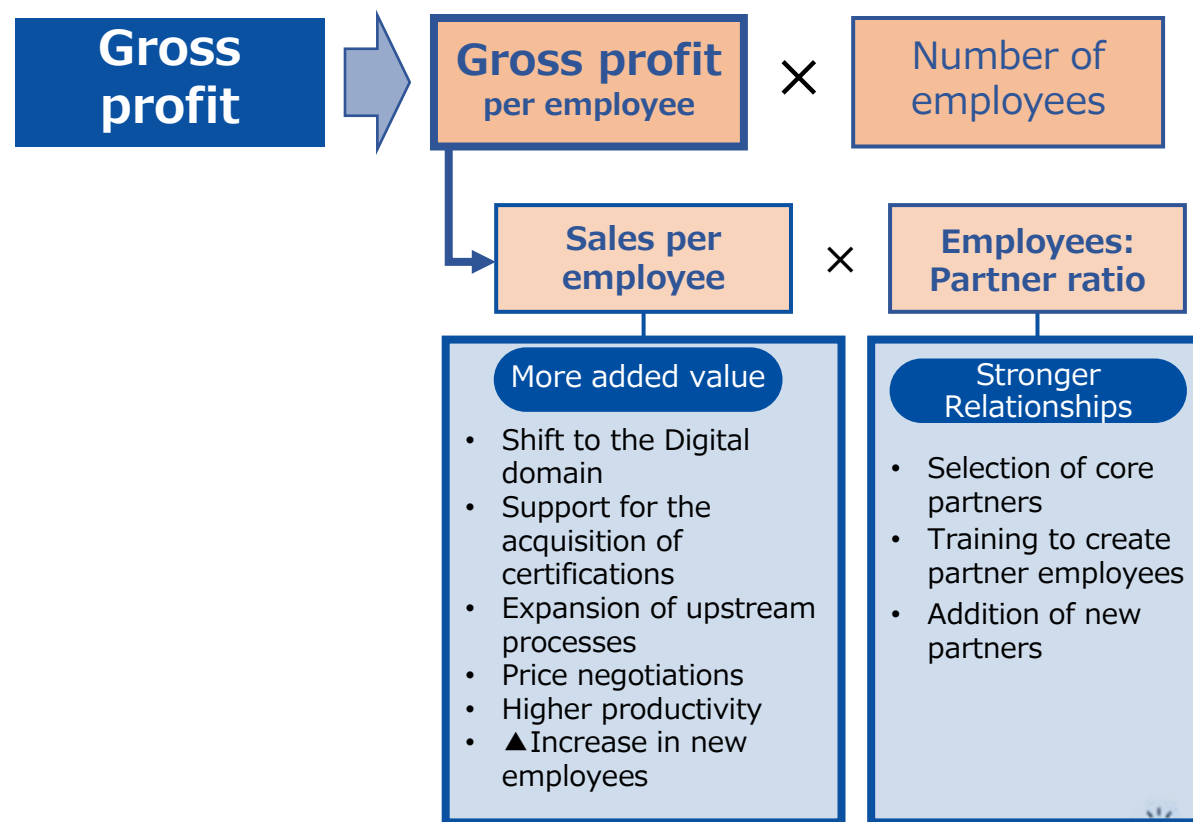 Gross
profit
Gross profit
per employee
×
Number of
employees
Sales per
employee
×
Employees:
Partner ratio
More added value
• Shift to the Digital
domain
• Support for the
acquisition of
certifications
• Expansion of upstream
processes
• Price negotiations
• Higher productivity
• ▲Increase in new
employees
Stronger
Relationships
• Selection of core
partners
• Training to create
partner employees
• Addition of new
partners